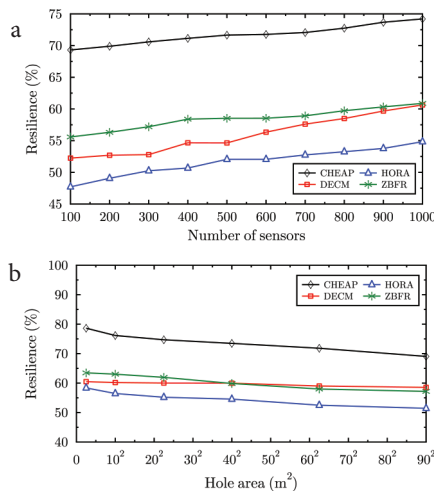 a
75
70
65
60
55
50
45
Resilience (%)
CHEAP HORA
DECM ZBFR
100 200 300 400 500 600 700 800 900 1000
Number of sensors
b
100
90
80
70
60
50
40
Resilience (%)
CHEAP HORA
DECM ZBFR
0 10² 20² 30² 40² 50² 60² 70² 80² 90²
Hole area (m²)